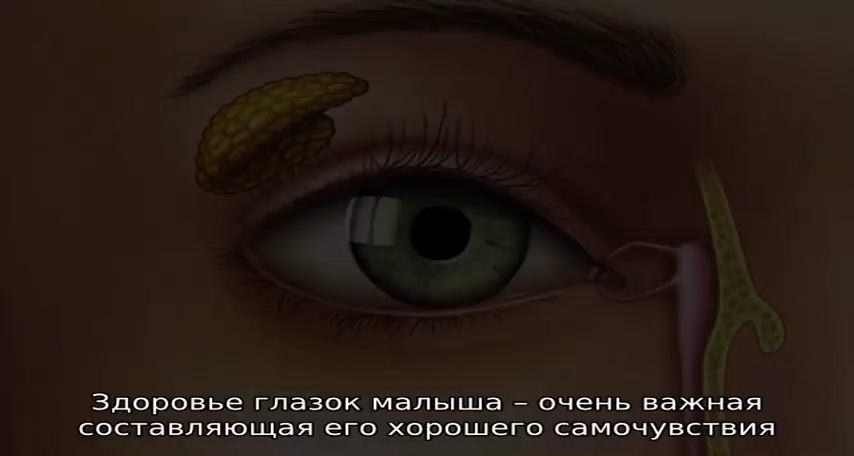 Здоровье глазок малыша – очень важная
составляющая его хорошего самочувствия